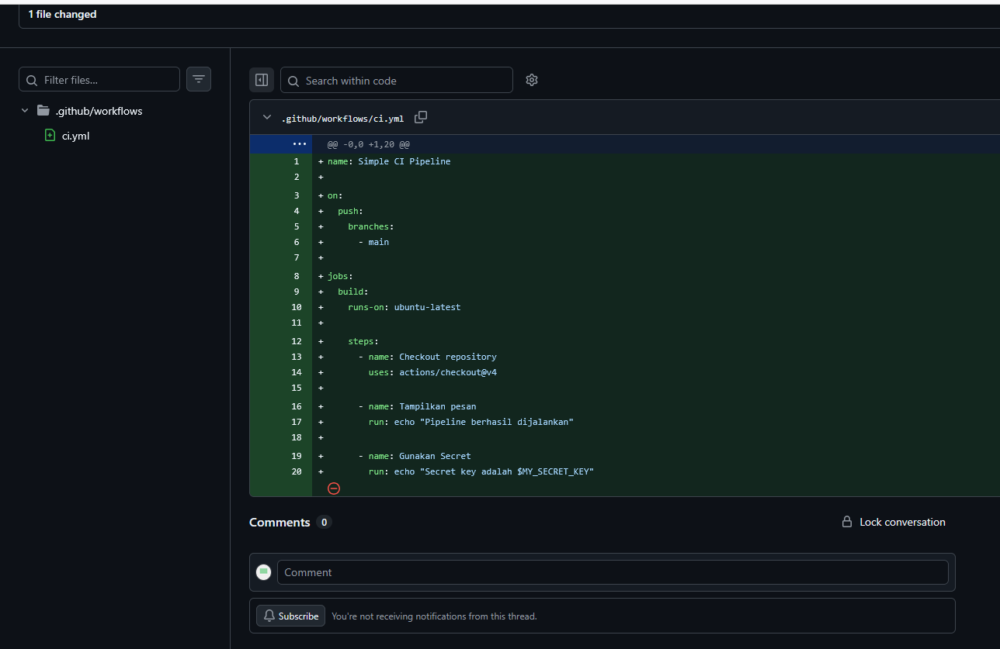 1 file changed
Filter files...
.github/workflows
ci.yml
Search within code
.github/workflows/ci.yml
@@ -0,0 +1,20 @@
1 + name: Simple CI Pipeline
2 +
3 + on:
4 +   push:
5 +     branches:
6 +       - main
7 +
8 + jobs:
9 +   build:
10 +     runs-on: ubuntu-latest
11 +
12 +     steps:
13 +       - name: Checkout repository
14 +         uses: actions/checkout@v4
15 +
16 +       - name: Tampilkan pesan
17 +         run: echo "Pipeline berhasil dijalankan"
18 +
19 +       - name: Gunakan Secret
20 +         run: echo "Secret key adalah $MY_SECRET_KEY"
Comments 0
Lock conversation
Comment
Subscribe You're not receiving notifications from this thread.